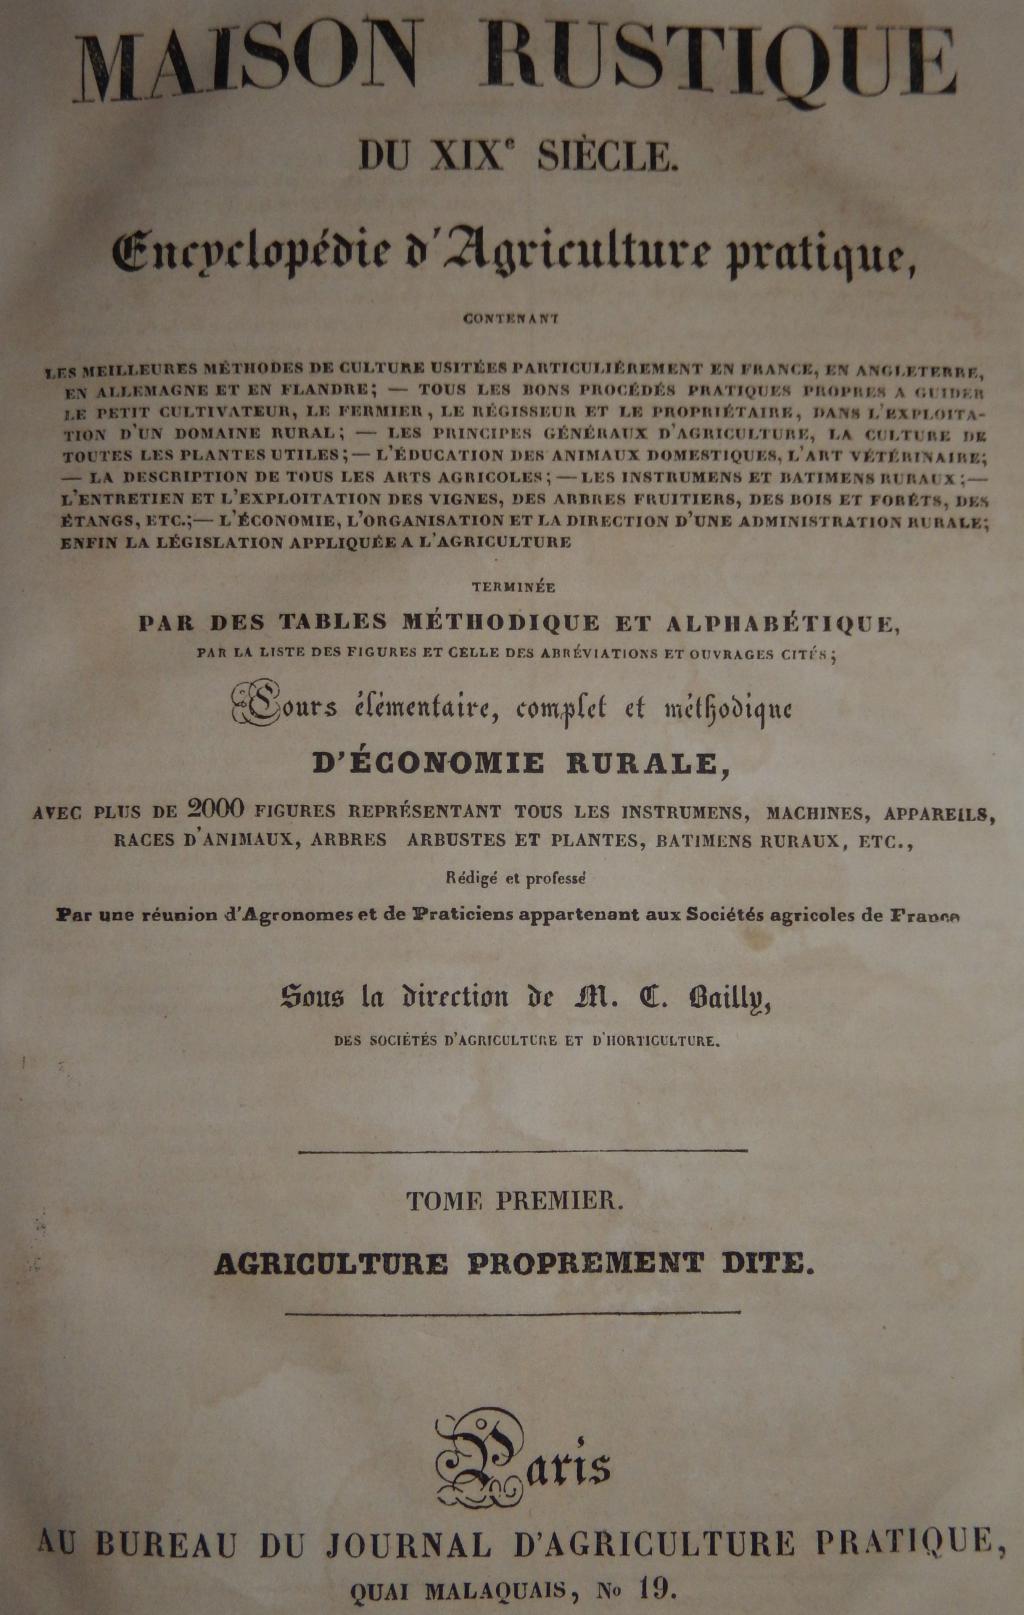 MAISON RUSTIQUE
DU XIXe SIÈCLE.
Encyclopédie d'Agriculture pratique,
CONTENANT
LES MEILLEURES MÉTHODES DE CULTURE USITÉES PARTICULIÉREMENT EN FRANCE, EN ANGLETERRE,
EN ALLEMAGNE ET EN FLANDRE; — TOUS LES BONS PROCÉDÉS PRATIQUES PROPRES A GUIDER
LE PETIT CULTIVATEUR, LE FERMIER, LE RÉGISSEUR ET LE PROPRIÉTAIRE, DANS L'EXPLOITA-
TION D'UN DOMAINE RURAL; — LES PRINCIPES GÉNÉRAUX D'AGRICULTURE, LA CULTURE DE
TOUTES LES PLANTES UTILES; — L'ÉDUCATION DES ANIMAUX DOMESTIQUES, L'ART VÉTÉRINAIRE;
— LA DESCRIPTION DE TOUS LES ARTS AGRICOLES; — LES INSTRUMENS ET BATIMENS RURAUX; —
L'ENTRETIEN ET L'EXPLOITATION DES VIGNES, DES ARBRES FRUITIERS, DES BOIS ET FORÊTS, DES
ÉTANGS, ETC.; — L'ÉCONOMIE, L'ORGANISATION ET LA DIRECTION D'UNE ADMINISTRATION RURALE;
ENFIN LA LÉGISLATION APPLIQUÉE A L'AGRICULTURE
TERMINÉE
PAR DES TABLES MÉTHODIQUE ET ALPHABÉTIQUE,
PAR LA LISTE DES FIGURES ET CELLE DES ABRÉVIATIONS ET OUVRAGES CITÉS;
Cours élémentaire, complet et méthodique
D'ÉCONOMIE RURALE,
AVEC PLUS DE 2000 FIGURES REPRÉSENTANT TOUS LES INSTRUMENS, MACHINES, APPAREILS,
RACES D'ANIMAUX, ARBRES ARBUSTES ET PLANTES, BATIMENS RURAUX, ETC.,
Rédigé et professé
Par une réunion d'Agronomes et de Praticiens appartenant aux Sociétés agricoles de France
Sous la direction de M. C. Bailly,
DES SOCIÉTÉS D'AGRICULTURE ET D'HORTICULTURE.
TOME PREMIER.
AGRICULTURE PROPREMENT DITE.
Paris
AU BUREAU DU JOURNAL D'AGRICULTURE PRATIQUE,
QUAI MALAQUAIS, No 19.